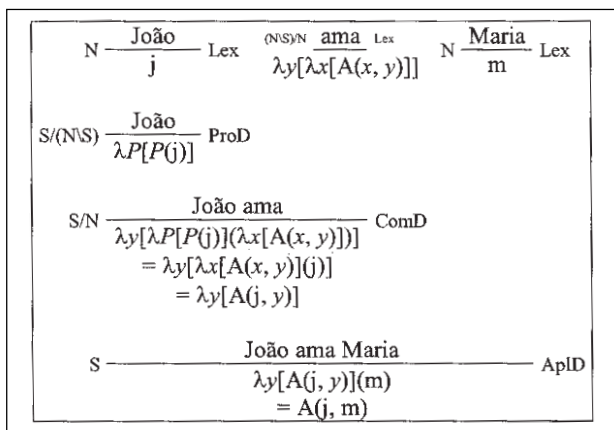 João (N\S)/N ama Lex Maria
N Lex N Lex
j λy[λx[A(x, y)]] m
João
S/(N\S) ProD
λP[P(j)]
João ama
S/N ComD
λy[λP[P(j)](λx[A(x, y)])]
= λy[λx[A(x, y)](j)]
= λy[A(j, y)]
João ama Maria
S AplD
λy[A(j, y)](m)
= A(j, m)